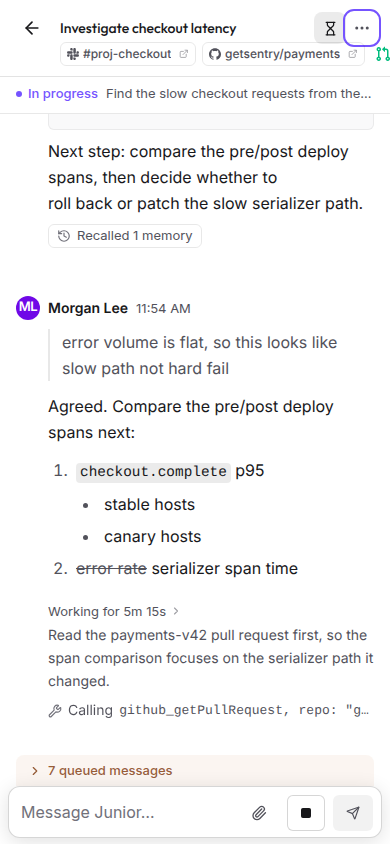 Investigate checkout latency
#proj-checkout
getsentry/payments
In progress Find the slow checkout requests from the...
Next step: compare the pre/post deploy
spans, then decide whether to
roll back or patch the slow serializer path.
Recalled 1 memory
ML Morgan Lee 11:54 AM
error volume is flat, so this looks like
slow path not hard fail
Agreed. Compare the pre/post deploy
spans next:
1. checkout.complete p95
• stable hosts
• canary hosts
2. error rate serializer span time
Working for 5m 15s
Read the payments-v42 pull request first, so the
span comparison focuses on the serializer path it
changed.
Calling github_getPullRequest, repo: "g…
7 queued messages
Message Junior...